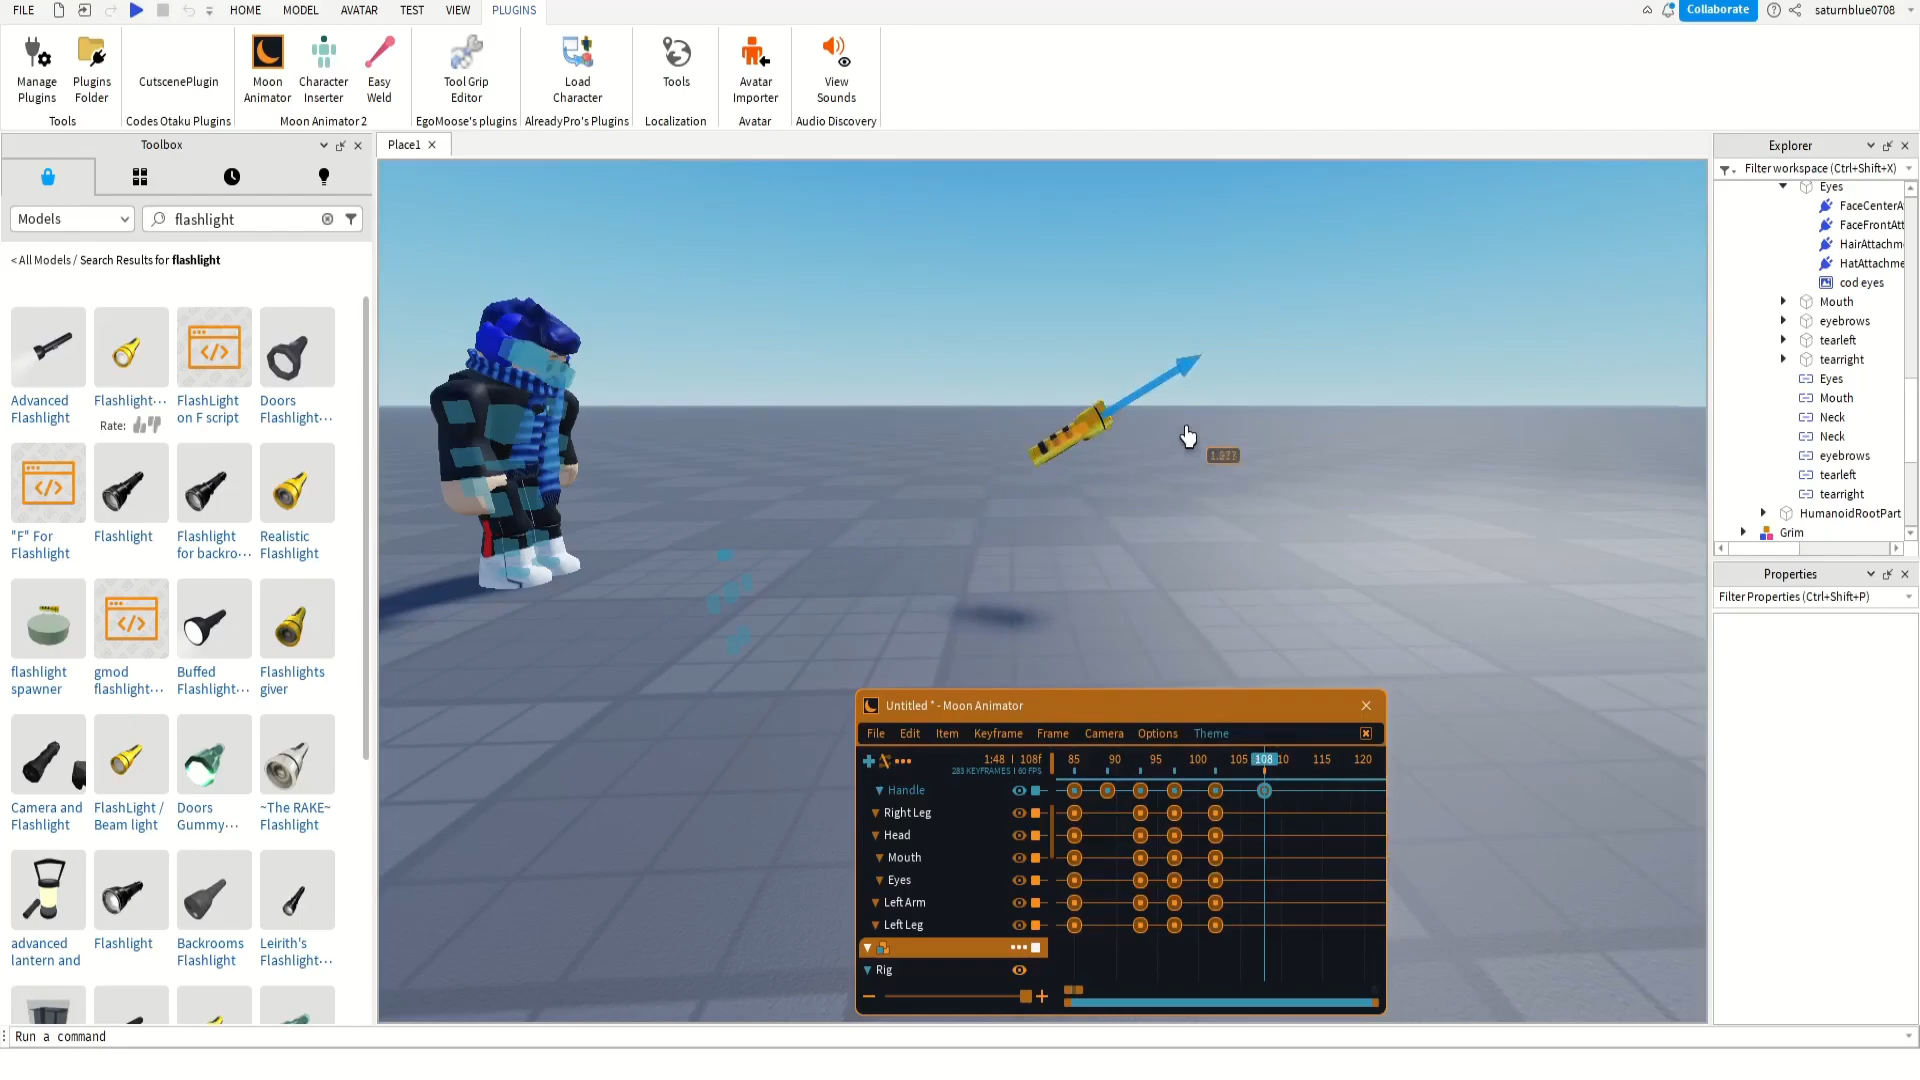 FILE HOME MODEL AVATAR TEST VIEW PLUGINS Collaborate saturnblue0708
Manage Plugins
Plugins Folder
Tools
CutscenePlugin
Codes Otaku Plugins
Moon Animator
Character Inserter
Easy Weld
Moon Animator 2
Tool Grip Editor
EgoMoose's plugins
Load Character
AlreadyPro's Plugins
Tools
Localization
Avatar Importer
Avatar
View Sounds
Audio Discovery
Toolbox
Models
flashlight
< All Models / Search Results for flashlight
Advanced Flashlight
Flashlight···
Rate:
FlashLight on F script
Doors Flashlight···
"F" For Flashlight
Flashlight
Flashlight for backro···
Realistic Flashlight
flashlight spawner
gmod flashlight···
Buffed Flashlight···
Flashlights giver
Camera and Flashlight
FlashLight / Beam light
Doors Gummy···
~The RAKE~ Flashlight
advanced lantern and
Flashlight
Backrooms Flashlight
Leirith's Flashlight···
Place1
Untitled * - Moon Animator
File Edit Item Keyframe Frame Camera Options Theme
1:48 | 108f
283 KEYFRAMES | 60 FPS
85 90 95 100 105 108 10 115 120
Handle
Right Leg
Head
Mouth
Eyes
Left Arm
Left Leg
Rig
Explorer
Filter workspace (Ctrl+Shift+X)
Eyes
FaceCenterA
FaceFrontAtt
HairAttachm
HatAttachme
cod eyes
Mouth
eyebrows
tearleft
tearright
Eyes
Mouth
Neck
Neck
eyebrows
tearleft
tearright
HumanoidRootPart
Grim
Properties
Filter Properties (Ctrl+Shift+P)
Run a command